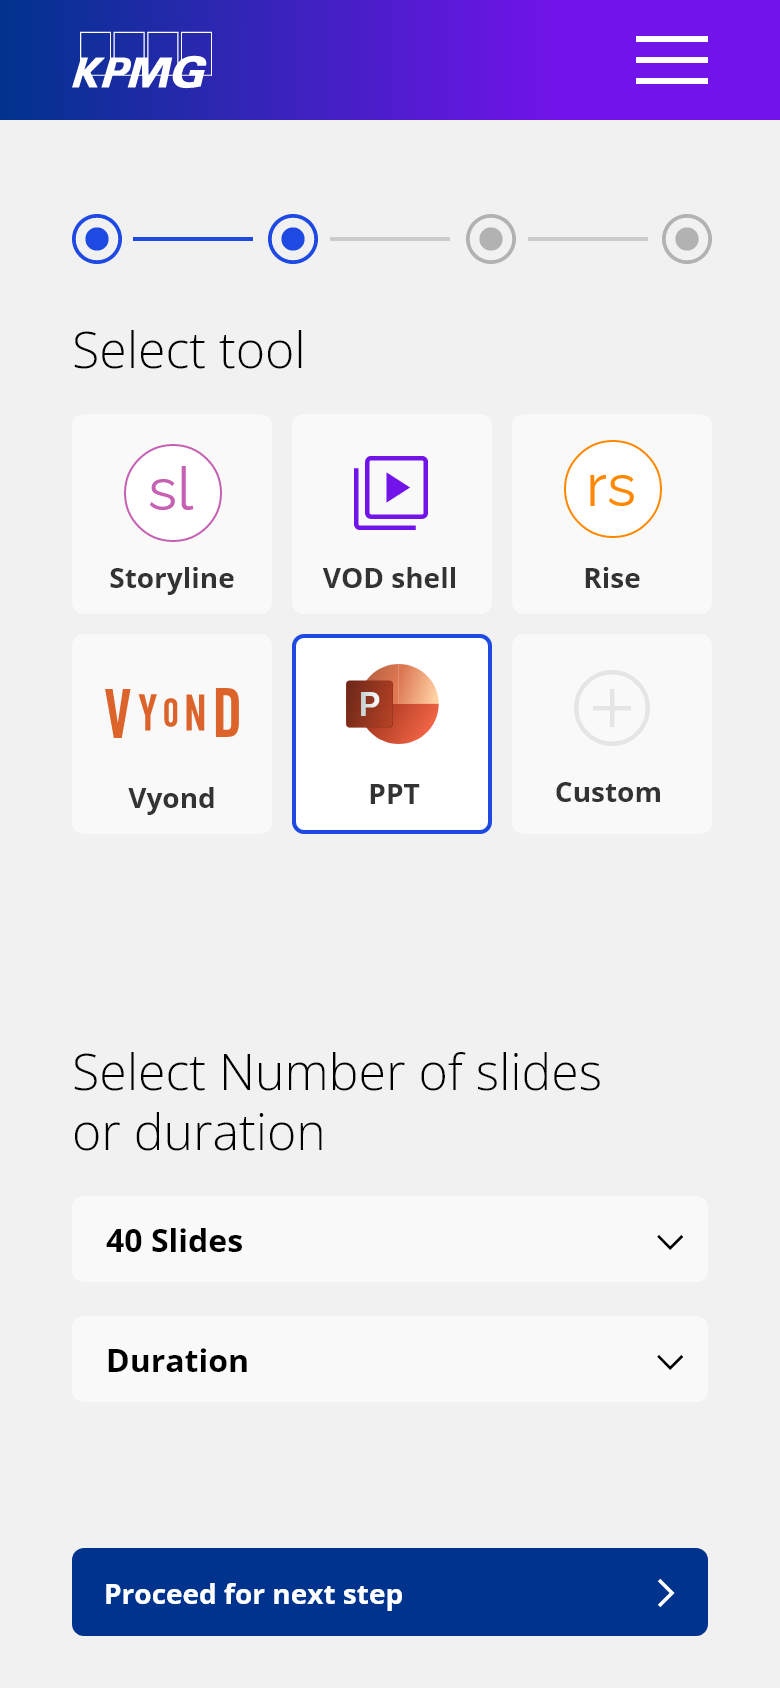 KPMG
Select tool
sl
rs
Storyline
VOD shell
Rise
VYOND
P
Vyond
PPT
Custom
Select Number of slides
or duration
40 Slides
Duration
Proceed for next step